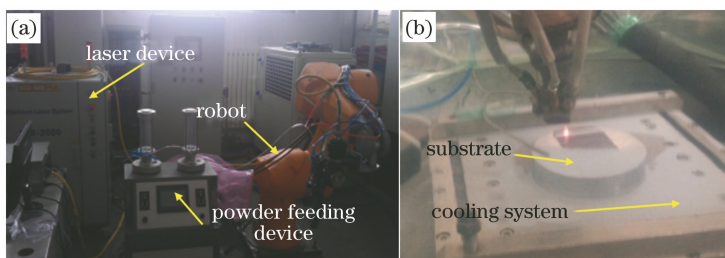 (a)
laser device
robot
powder feeding
device
(b)
substrate
cooling system